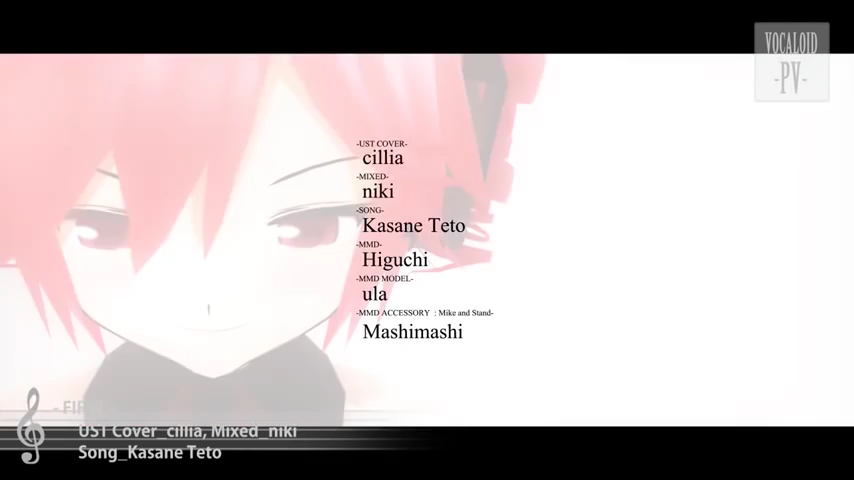 VOCALOID
-PV-
-UST COVER-
cillia
-MIXED-
niki
-SONG-
Kasane Teto
-MMD-
Higuchi
-MMD MODEL-
ula
-MMD ACCESSORY : Mike and Stand-
Mashimashi
UST Cover_cillia, Mixed_niki
Song_Kasane Teto